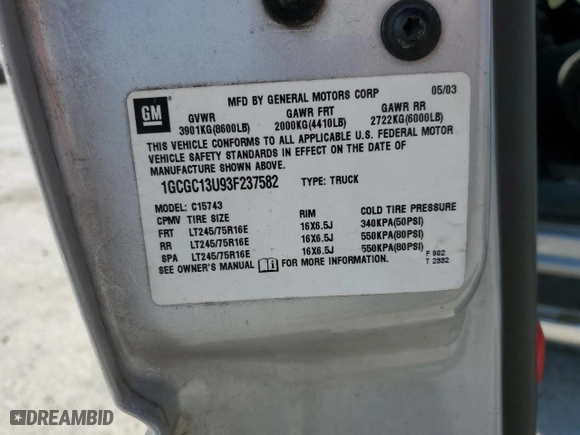 GM
MFD BY GENERAL MOTORS CORP 05/03
GVWR GAWR FRT GAWR RR
3901KG(8600LB) 2000KG(4410LB) 2722KG(6000LB)
THIS VEHICLE CONFORMS TO ALL APPLICABLE U.S. FEDERAL MOTOR
VEHICLE SAFETY STANDARDS IN EFFECT ON THE DATE OF
MANUFACTURE SHOWN ABOVE.
1GCGC13U93F237582 TYPE: TRUCK
MODEL: C15743
CPMV TIRE SIZE RIM COLD TIRE PRESSURE
FRT LT245/75R16E 16X6.5J 340KPA(50PSI)
RR LT245/75R16E 16X6.5J 550KPA(80PSI)
SPA LT245/75R16E 16X6.5J 550KPA(80PSI)
SEE OWNER'S MANUAL FOR MORE INFORMATION.
F 902
T 2532
DREAMBID